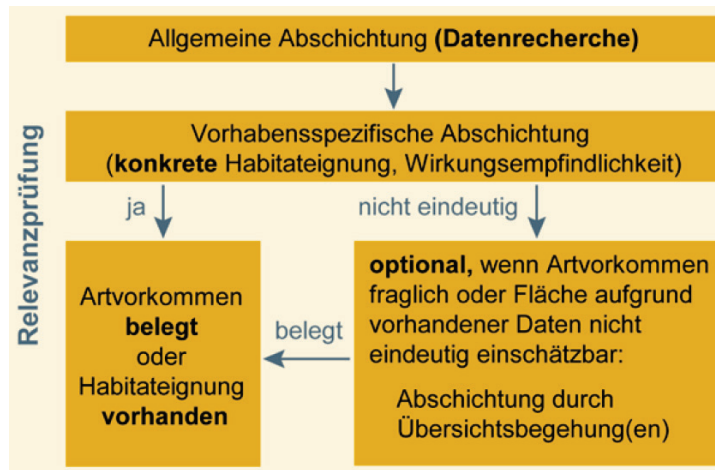 Relevanzprüfung
Allgemeine Abschichtung (Datenrecherche)
Vorhabensspezifische Abschichtung
(konkrete Habitateignung, Wirkungsempfindlichkeit)
ja
nicht eindeutig
Artvorkommen
belegt
oder
Habitateignung
vorhanden
belegt
optional, wenn Artvorkommen
fraglich oder Fläche aufgrund
vorhandener Daten nicht
eindeutig einschätzbar:
Abschichtung durch
Übersichtsbegehung(en)